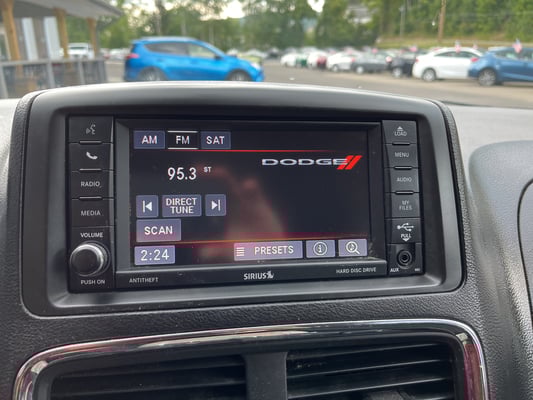 AM FM SAT
LOAD
95.3 ST
DODGE
MENU
RADIO
DIRECT TUNE
AUDIO
MEDIA
SCAN
MY FILES
VOLUME
2:24
PRESETS
PULL
PUSH ON
ANTITHEFT
SIRIUS
HARD DISC DRIVE
AUX